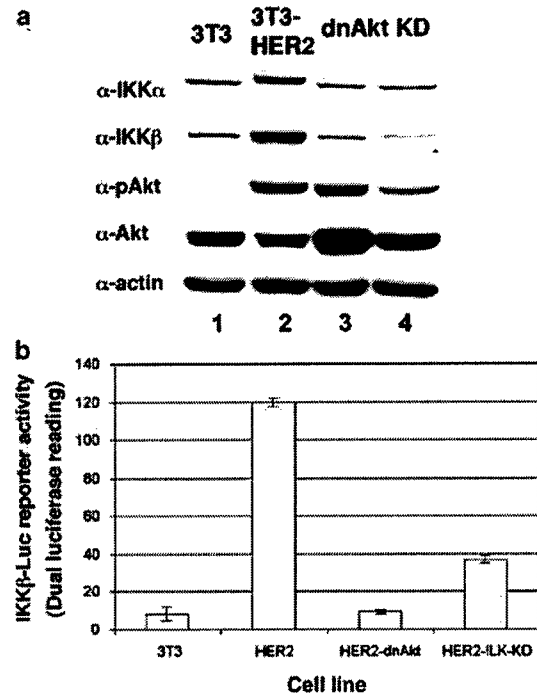 a
3T3 3T3-HER2 dnAkt KD
α-IKKα
α-IKKβ
α-pAkt
α-Akt
α-actin
1 2 3 4
b
IKKβ-Luc reporter activity
(Dual luciferase reading)
140
120
100
80
60
40
20
0
3T3 HER2 HER2-dnAkt HER2-ILK-KD
Cell line